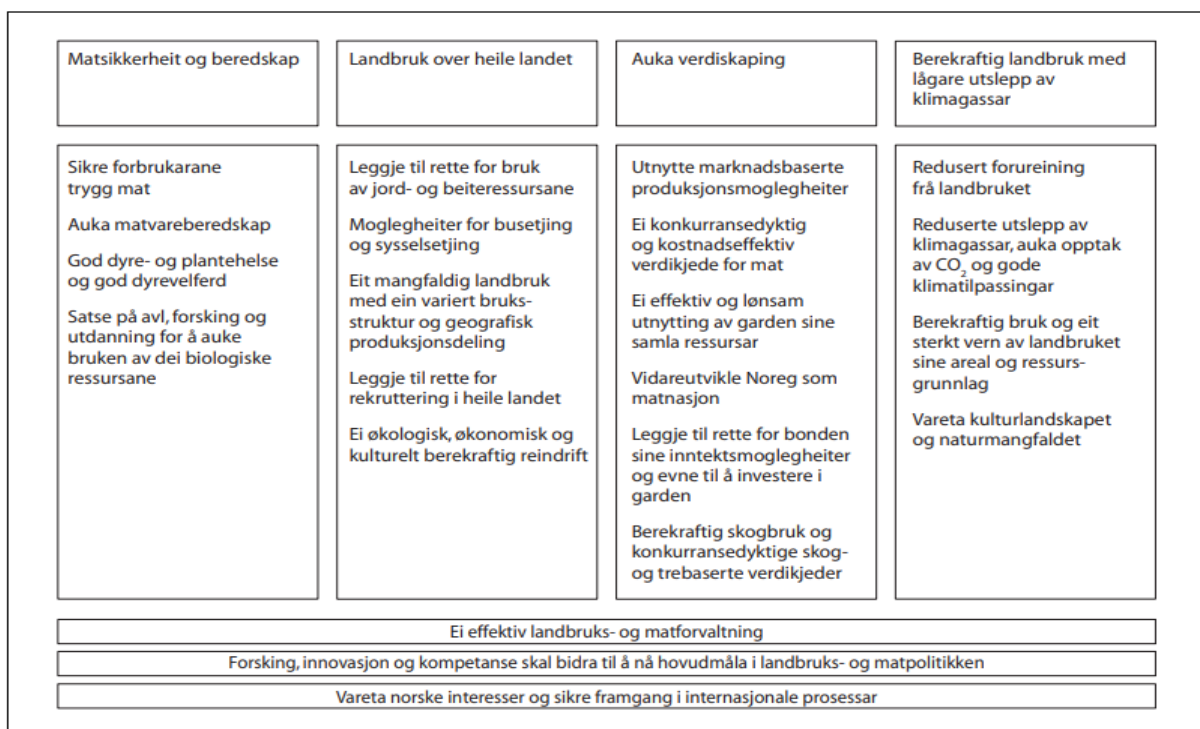 Matsikkerheit og beredskap
Landbruk over heile landet
Auka verdiskaping
Berekraftig landbruk med
lågare utslepp av
klimagassar
Sikre forbrukarane
trygg mat
Auka matvareberedskap
God dyre- og plantehelse
og god dyrevelferd
Satse på avl, forsking og
utdanning for å auke
bruken av dei biologiske
ressursane
Leggje til rette for bruk
av jord- og beiteressursane
Moglegheiter for busetjing
og sysselsetjing
Eit mangfaldig landbruk
med ein variert bruks-
struktur og geografisk
produksjonsdeling
Leggje til rette for
rekruttering i heile landet
Ei økologisk, økonomisk og
kulturelt berekraftig reindrift
Utnytte marknadsbaserte
produksjonsmoglegheiter
Ei konkurransedyktig
og kostnadseffektiv
verdikjede for mat
Ei effektiv og lønsam
utnytting av garden sine
samla ressursar
Vidareutvikle Noreg som
matnasjon
Leggje til rette for bonden
sine inntektsmoglegheiter
og evne til å investere i
garden
Berekraftig skogbruk og
konkurransedyktige skog-
og trebaserte verdikjeder
Redusert forureining
frå landbruket
Reduserte utslepp av
klimagassar, auka opptak
av CO₂ og gode
klimatilpassingar
Berekraftig bruk og eit
sterkt vern av landbruket
sine areal og ressurs-
grunnlag
Vareta kulturlandskapet
og naturmangfaldet
Ei effektiv landbruks- og matforvaltning
Forsking, innovasjon og kompetanse skal bidra til å nå hovudmåla i landbruks- og matpolitikken
Vareta norske interesser og sikre framgang i internasjonale prosessar